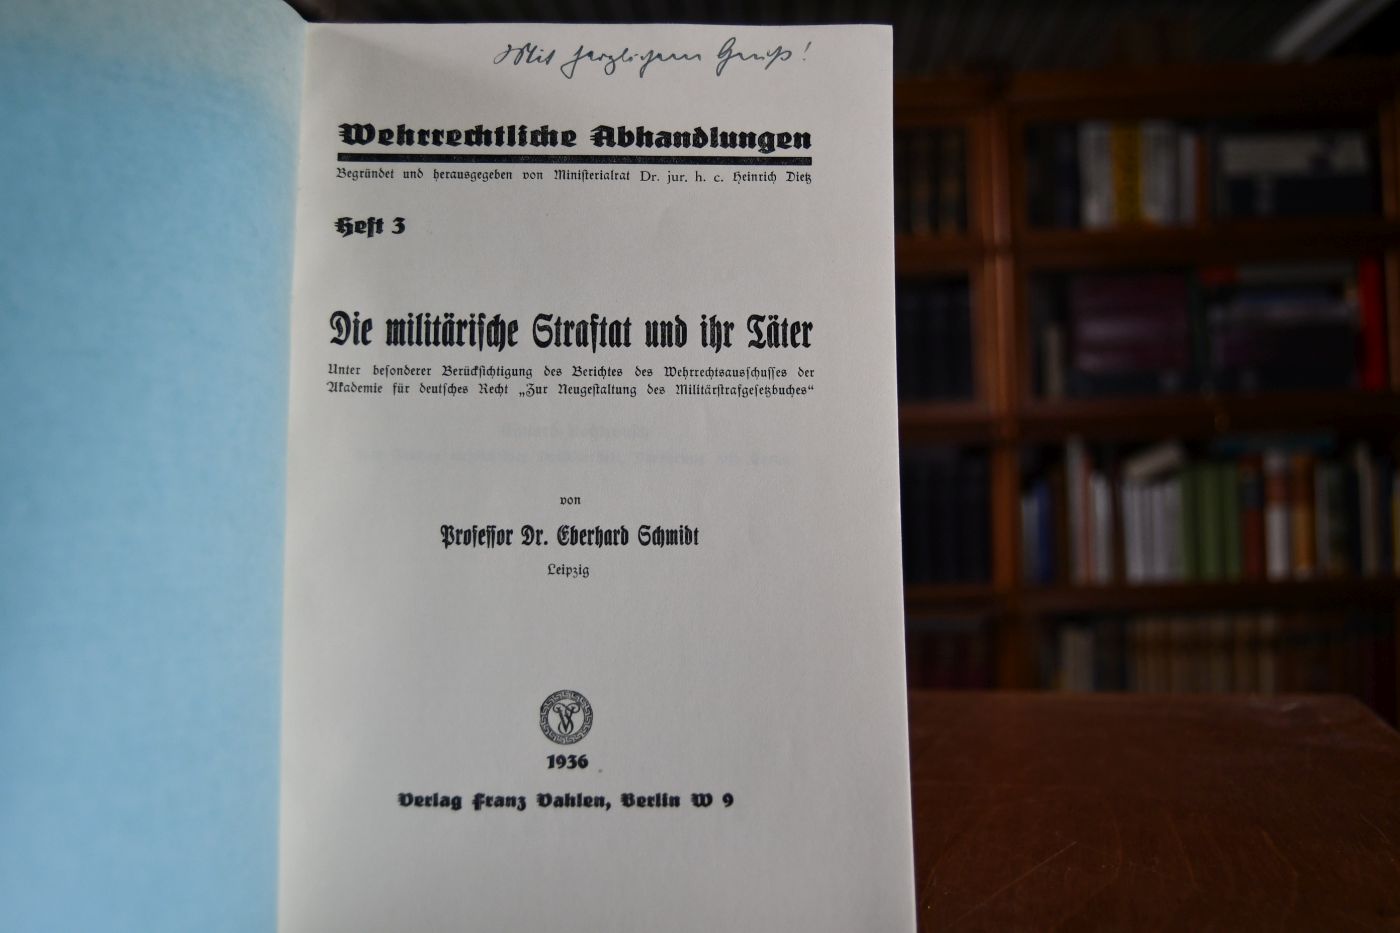 Mit herzlichem Gruß!
Wehrrechtliche Abhandlungen
Begründet und herausgegeben von Ministerialrat Dr. jur. h. c. Heinrich Dietz
Heft 3
Die militärische Straftat und ihr Täter
Unter besonderer Berücksichtigung des Berichtes des Wehrrechtsausschusses der
Akademie für deutsches Recht „Zur Neugestaltung des Militärstrafgesetzbuches“
von
Professor Dr. Eberhard Schmidt
Leipzig
1936
Verlag Franz Vahlen, Berlin W 9